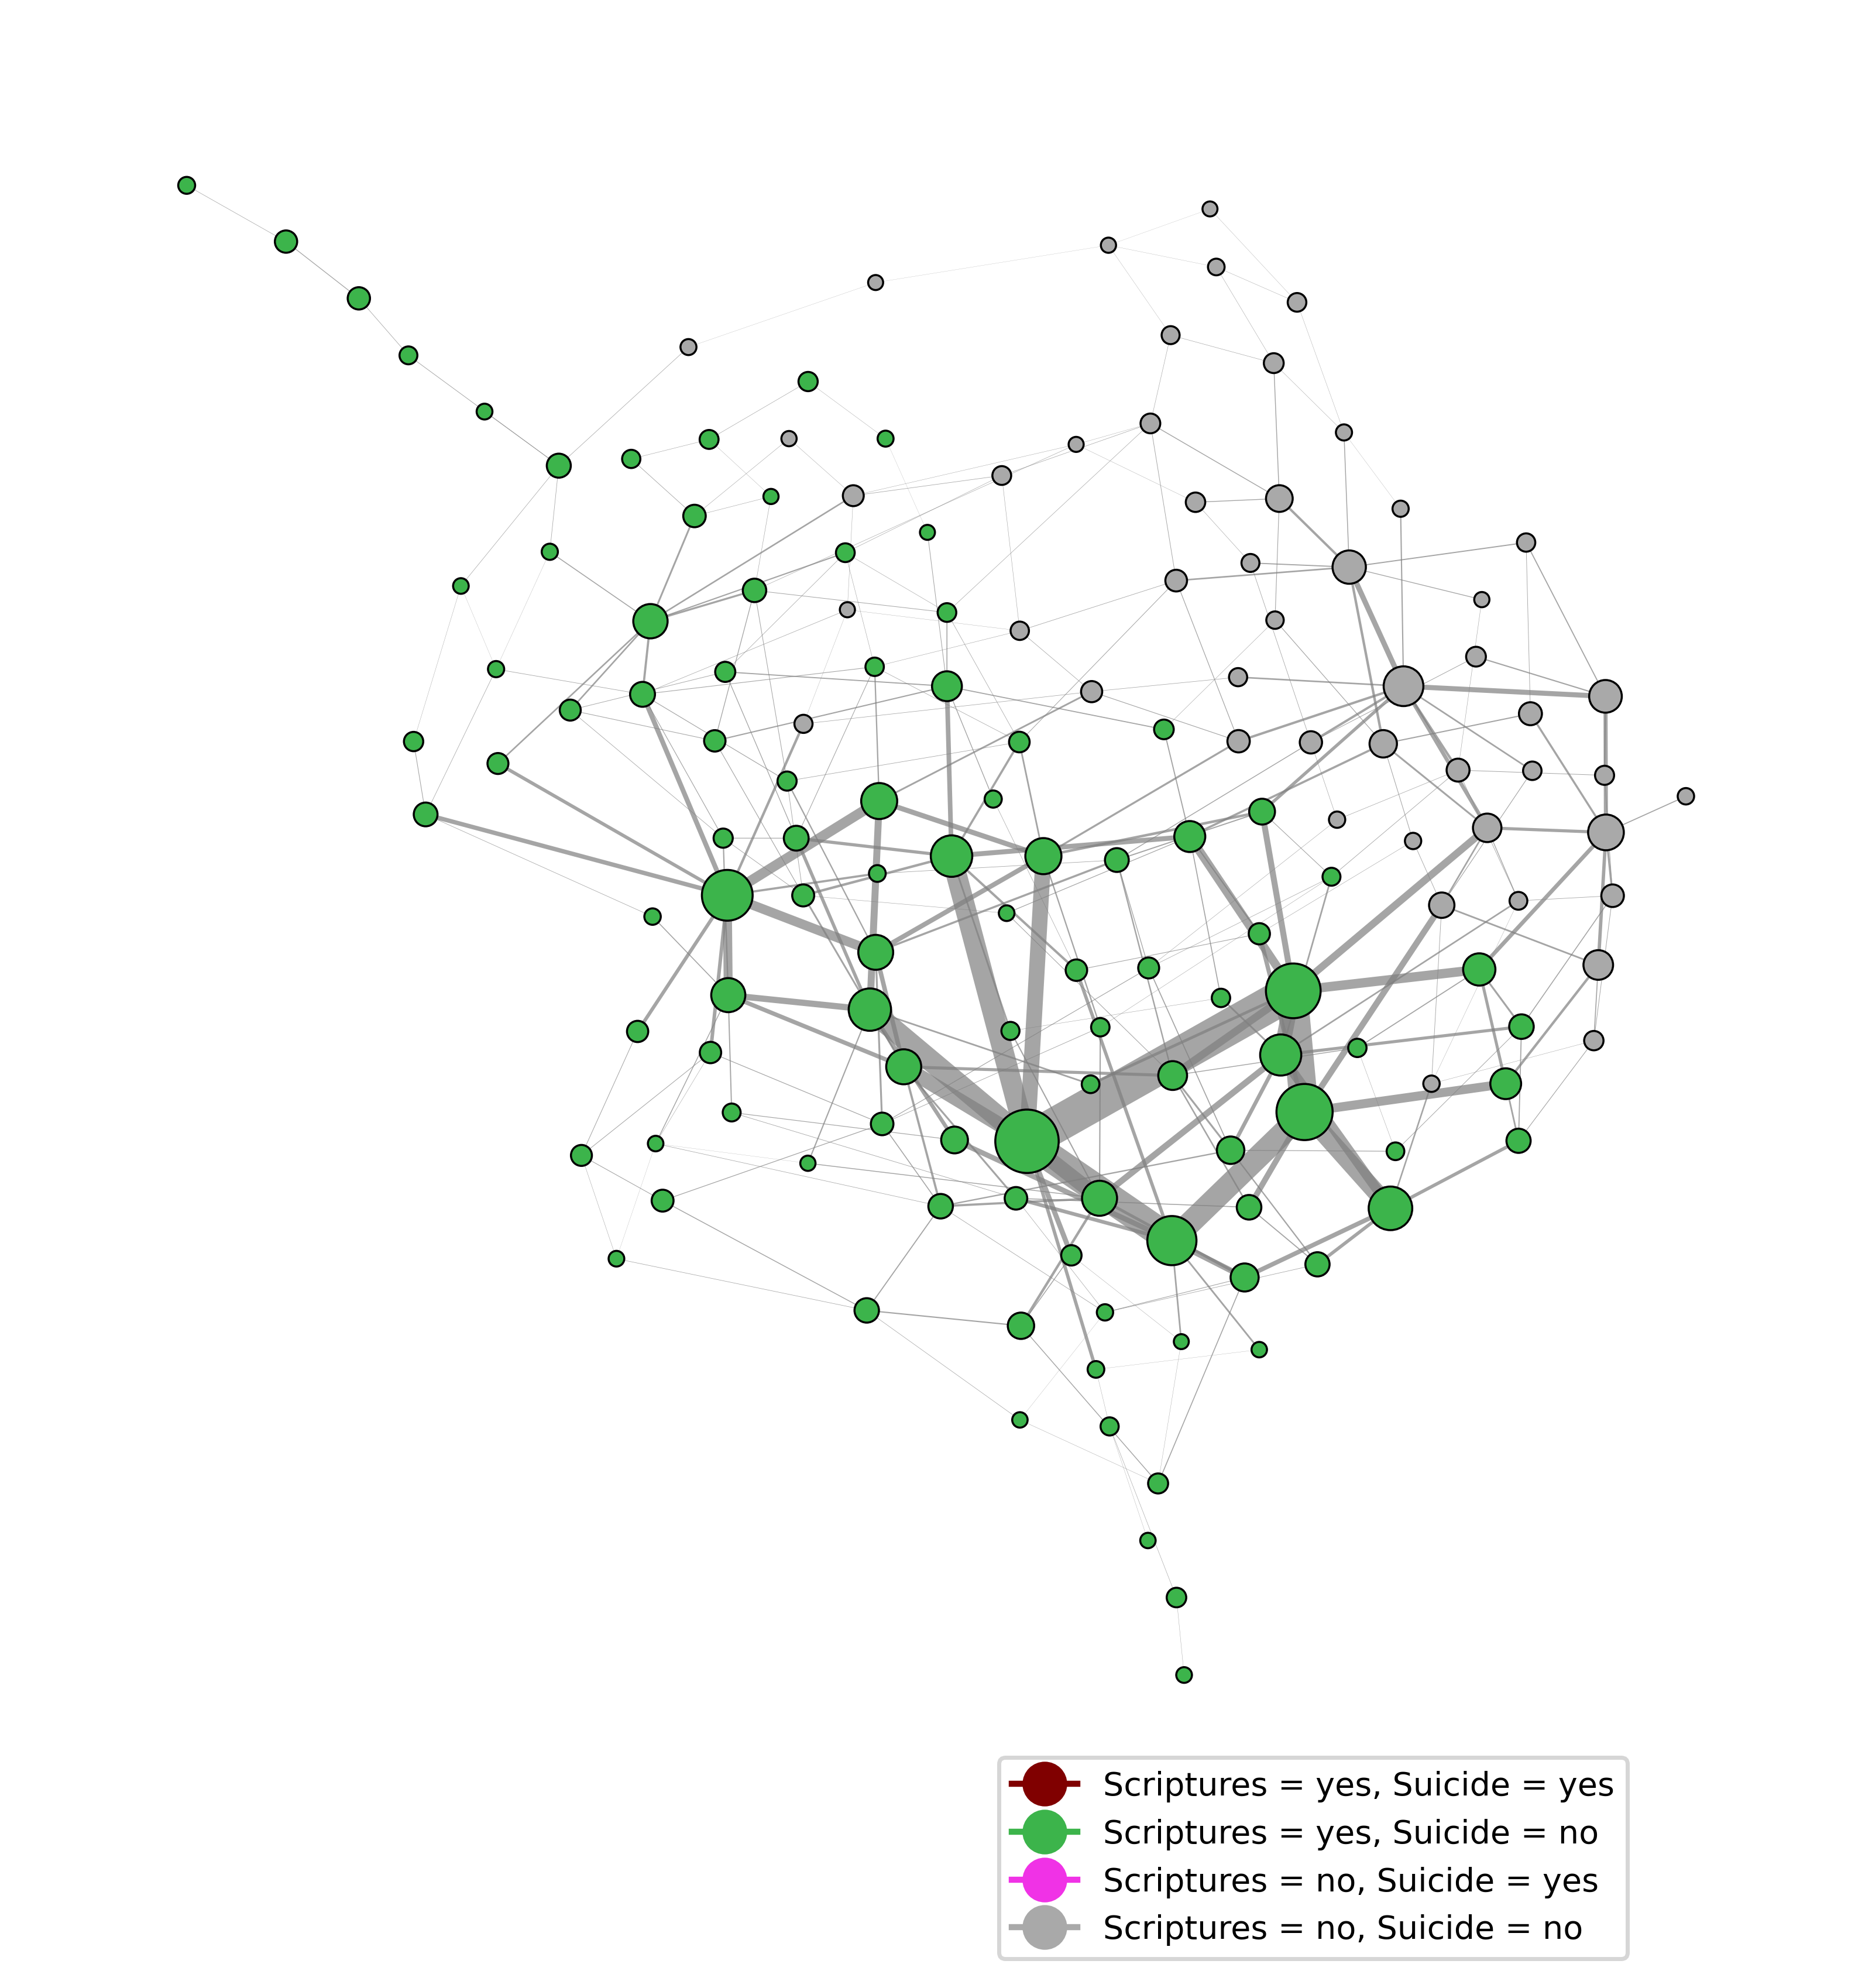 Scriptures = yes, Suicide = yes
Scriptures = yes, Suicide = no
Scriptures = no, Suicide = yes
Scriptures = no, Suicide = no